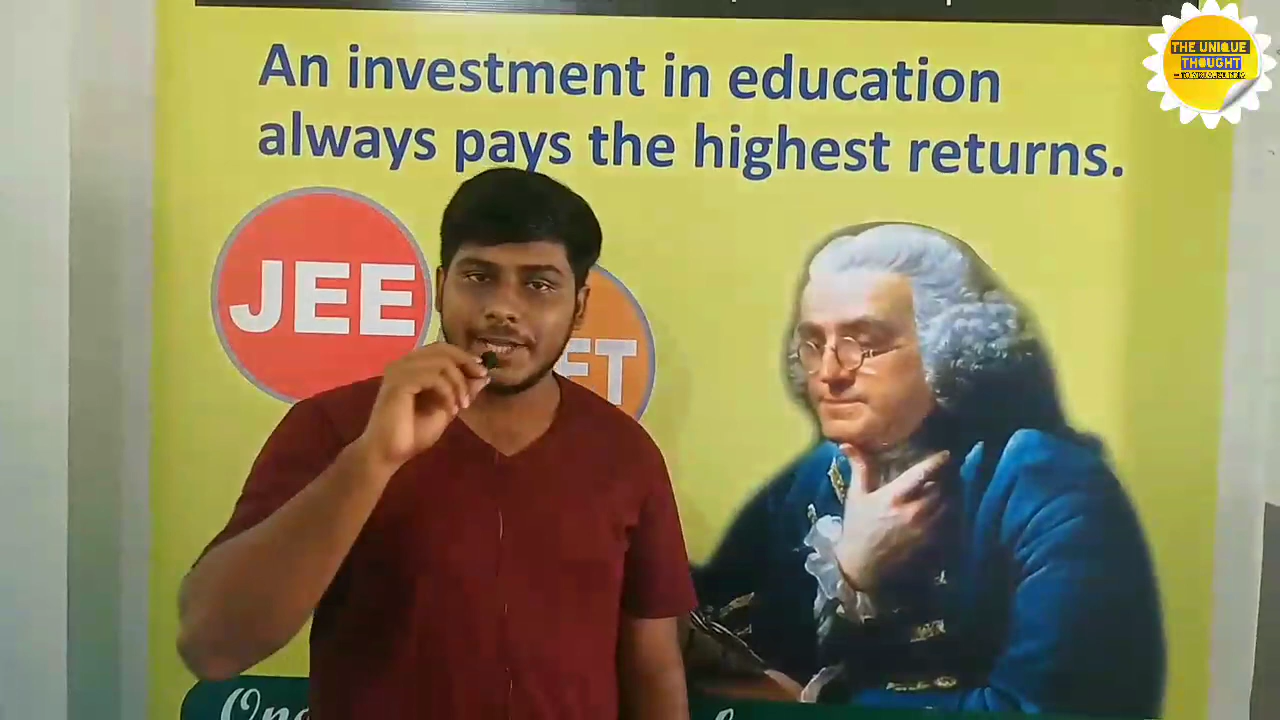 An investment in education
always pays the highest returns.
THE UNIQUE
THOUGHT
JEE